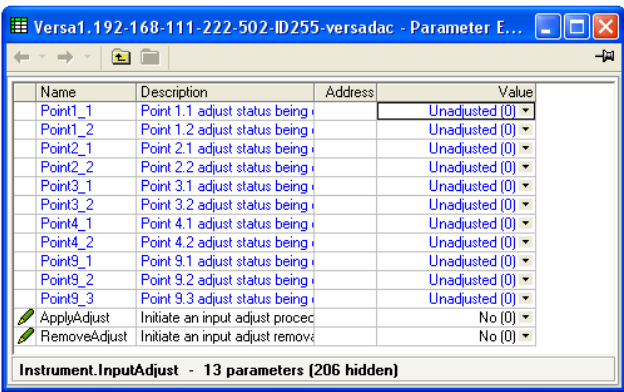 Versa1.192-168-111-222-502-ID255-versadac - Parameter E...
Name Description Address Value
Point1_1 Point 1.1 adjust status being Unadjusted (0)
Point1_2 Point 1.2 adjust status being Unadjusted (0)
Point2_1 Point 2.1 adjust status being Unadjusted (0)
Point2_2 Point 2.2 adjust status being Unadjusted (0)
Point3_1 Point 3.1 adjust status being Unadjusted (0)
Point3_2 Point 3.2 adjust status being Unadjusted (0)
Point4_1 Point 4.1 adjust status being Unadjusted (0)
Point4_2 Point 4.2 adjust status being Unadjusted (0)
Point9_1 Point 9.1 adjust status being Unadjusted (0)
Point9_2 Point 9.2 adjust status being Unadjusted (0)
Point9_3 Point 9.3 adjust status being Unadjusted (0)
ApplyAdjust Initiate an input adjust proced No (0)
RemoveAdjust Initiate an input adjust remova No (0)
Instrument.InputAdjust - 13 parameters (206 hidden)